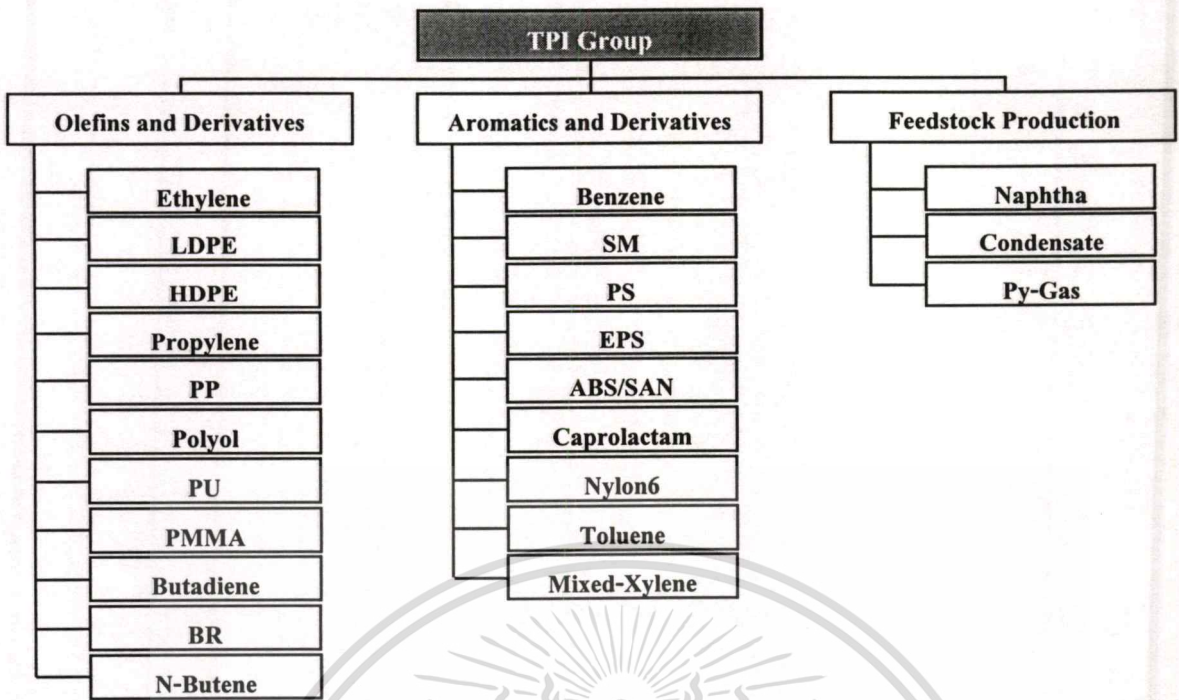 TPI Group
Olefins and Derivatives
Ethylene
LDPE
HDPE
Propylene
PP
Polyol
PU
PMMA
Butadiene
BR
N-Butene
Aromatics and Derivatives
Benzene
SM
PS
EPS
ABS/SAN
Caprolactam
Nylon6
Toluene
Mixed-Xylene
Feedstock Production
Naphtha
Condensate
Py-Gas